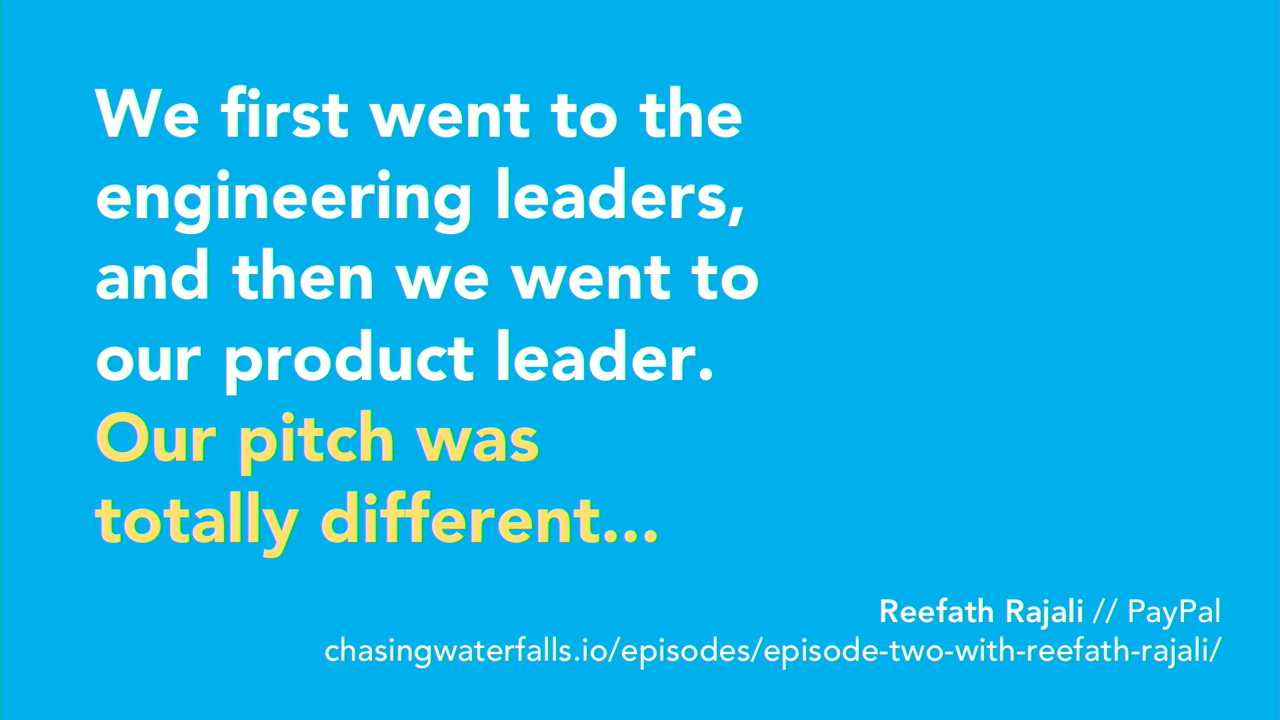 We first went to the
engineering leaders,
and then we went to
our product leader.
Our pitch was
totally different...
Reefath Rajali // PayPal
chasingwaterfalls.io/episodes/episode-two-with-reefath-rajali/